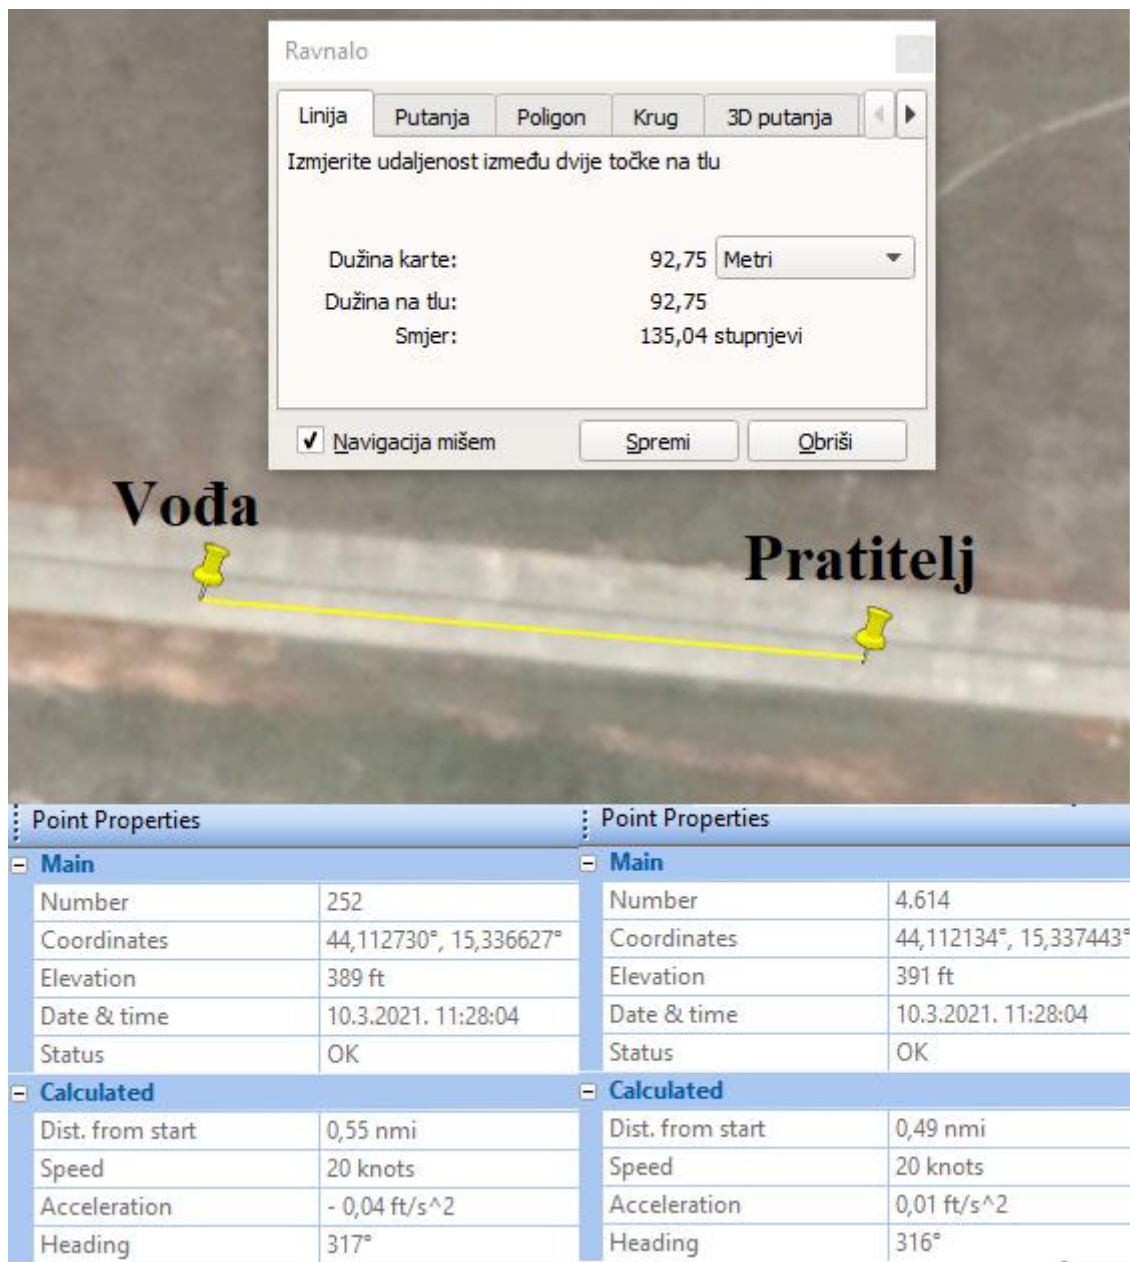 Ravnalo
Linija Putanja Poligon Krug 3D putanja
Izmjerite udaljenost između dvije točke na tlu
Dužina karte: 92,75 Metri
Dužina na tlu: 92,75
Smjer: 135,04 stupnjevi
Navigacija mišem Spremi Obriši
Vođa
Pratitelj
Point Properties
Main
Number 252
Coordinates 44,112730°, 15,336627°
Elevation 389 ft
Date & time 10.3.2021. 11:28:04
Status OK
Calculated
Dist. from start 0,55 nmi
Speed 20 knots
Acceleration - 0,04 ft/s^2
Heading 317°
Point Properties
Main
Number 4.614
Coordinates 44,112134°, 15,337443°
Elevation 391 ft
Date & time 10.3.2021. 11:28:04
Status OK
Calculated
Dist. from start 0,49 nmi
Speed 20 knots
Acceleration 0,01 ft/s^2
Heading 316°